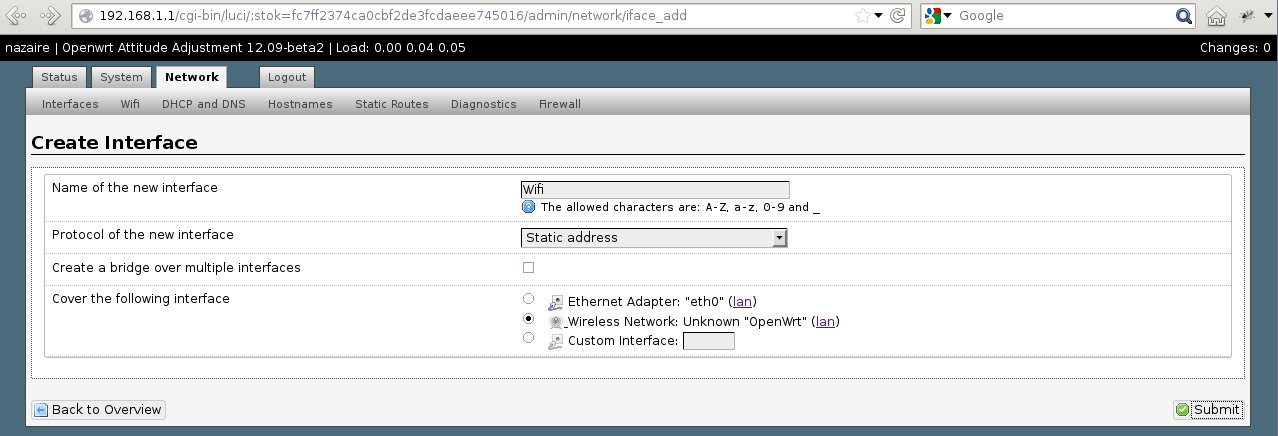 192.168.1.1/cgi-bin/luci/;stok=fc7ff2374ca0cbf2de3fcdaeee745016/admin/network/iface_add Google
nazaire | Openwrt Attitude Adjustment 12.09-beta2 | Load: 0.00 0.04 0.05 Changes: 0
Status System Network Logout
Interfaces Wifi DHCP and DNS Hostnames Static Routes Diagnostics Firewall
Create Interface
Name of the new interface Wifi
The allowed characters are: A-Z, a-z, 0-9 and _
Protocol of the new interface Static address
Create a bridge over multiple interfaces
Cover the following interface
Ethernet Adapter: "eth0" (lan)
Wireless Network: Unknown "OpenWrt" (lan)
Custom Interface:
Back to Overview Submit